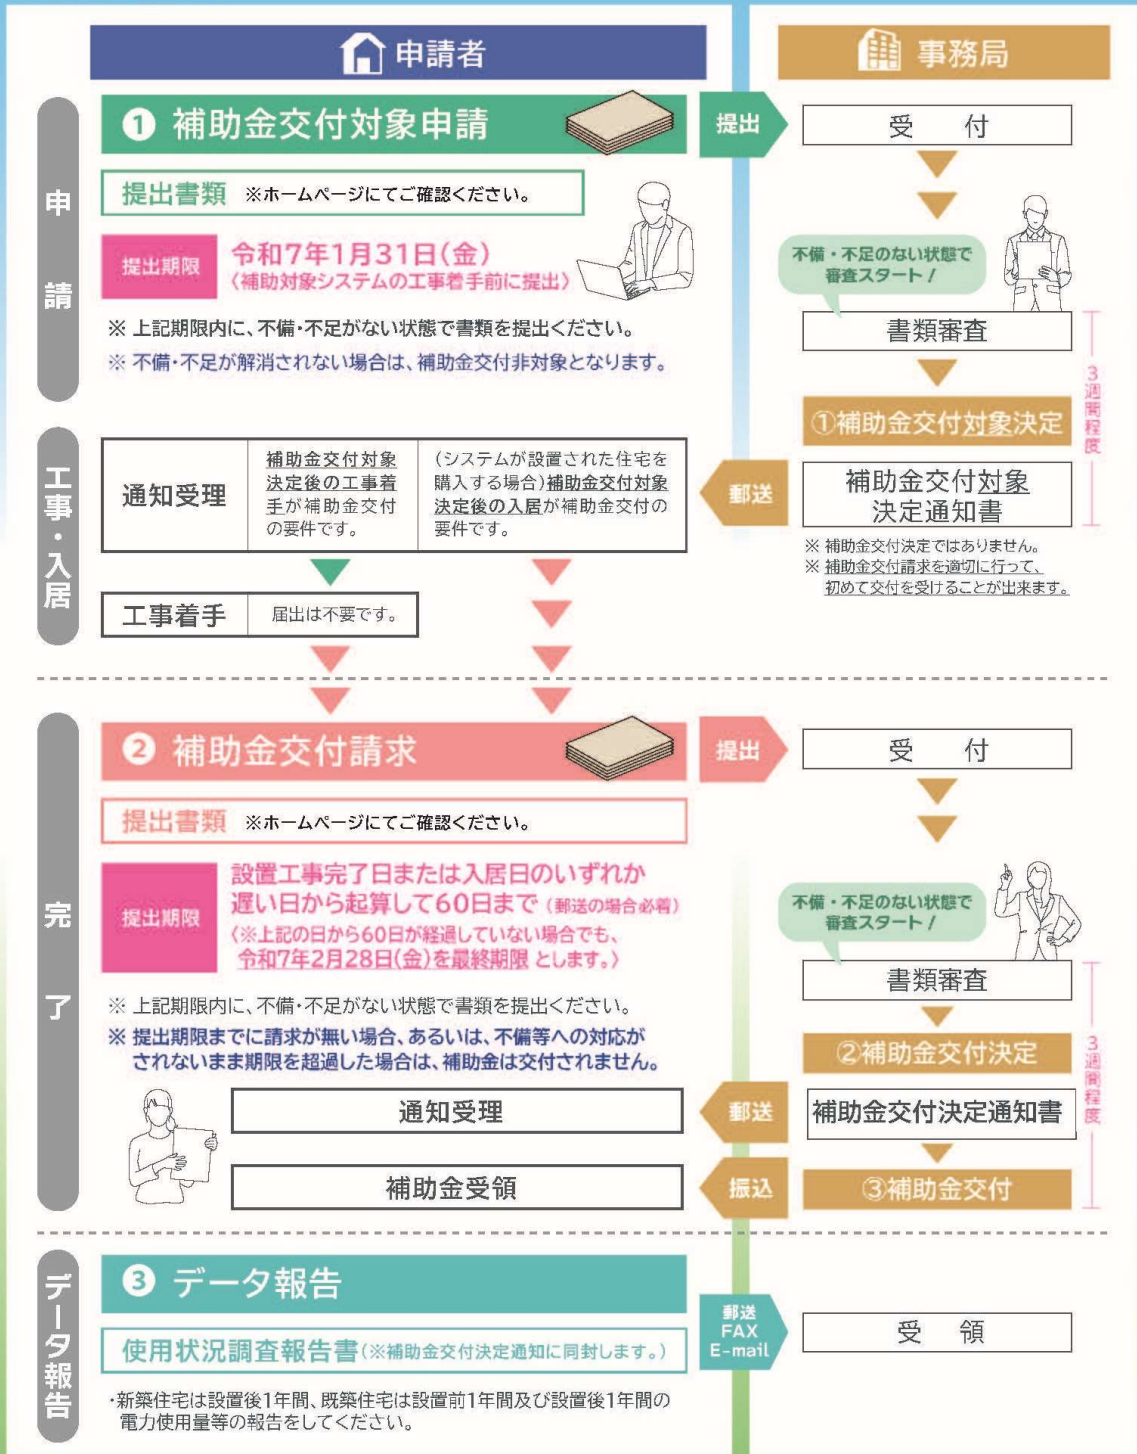 申請者
事務局
申請
❶ 補助金交付対象申請
提出
受 付
提出書類 ※ホームページにてご確認ください。
提出期限
令和7年1月31日(金)
〈補助対象システムの工事着手前に提出〉
不備・不足のない状態で
審査スタート!
※ 上記期限内に、不備・不足がない状態で書類を提出ください。
※ 不備・不足が解消されない場合は、補助金交付非対象となります。
書類審査
3週間程度
①補助金交付対象決定
工事・入居
通知受理
補助金交付対象
決定後の工事着
手が補助金交付
の要件です。
(システムが設置された住宅を
購入する場合)補助金交付対象
決定後の入居が補助金交付の
要件です。
郵送
補助金交付対象
決定通知書
※ 補助金交付決定ではありません。
※ 補助金交付請求を適切に行って、
初めて交付を受けることが出来ます。
工事着手
届出は不要です。
完了
❷ 補助金交付請求
提出
受 付
提出書類 ※ホームページにてご確認ください。
提出期限
設置工事完了日または入居日のいずれか
遅い日から起算して60日まで(郵送の場合必着)
〈※上記の日から60日が経過していない場合でも、
令和7年2月28日(金)を最終期限 とします。〉
不備・不足のない状態で
審査スタート!
※ 上記期限内に、不備・不足がない状態で書類を提出ください。
※ 提出期限までに請求が無い場合、あるいは、不備等への対応が
されないまま期限を超過した場合は、補助金は交付されません。
書類審査
3週間程度
②補助金交付決定
通知受理
郵送
補助金交付決定通知書
補助金受領
振込
③補助金交付
データ報告
❸ データ報告
使用状況調査報告書(※補助金交付決定通知に同封します。)
郵送
FAX
E-mail
受 領
・新築住宅は設置後1年間、既築住宅は設置前1年間及び設置後1年間の
電力使用量等の報告をしてください。